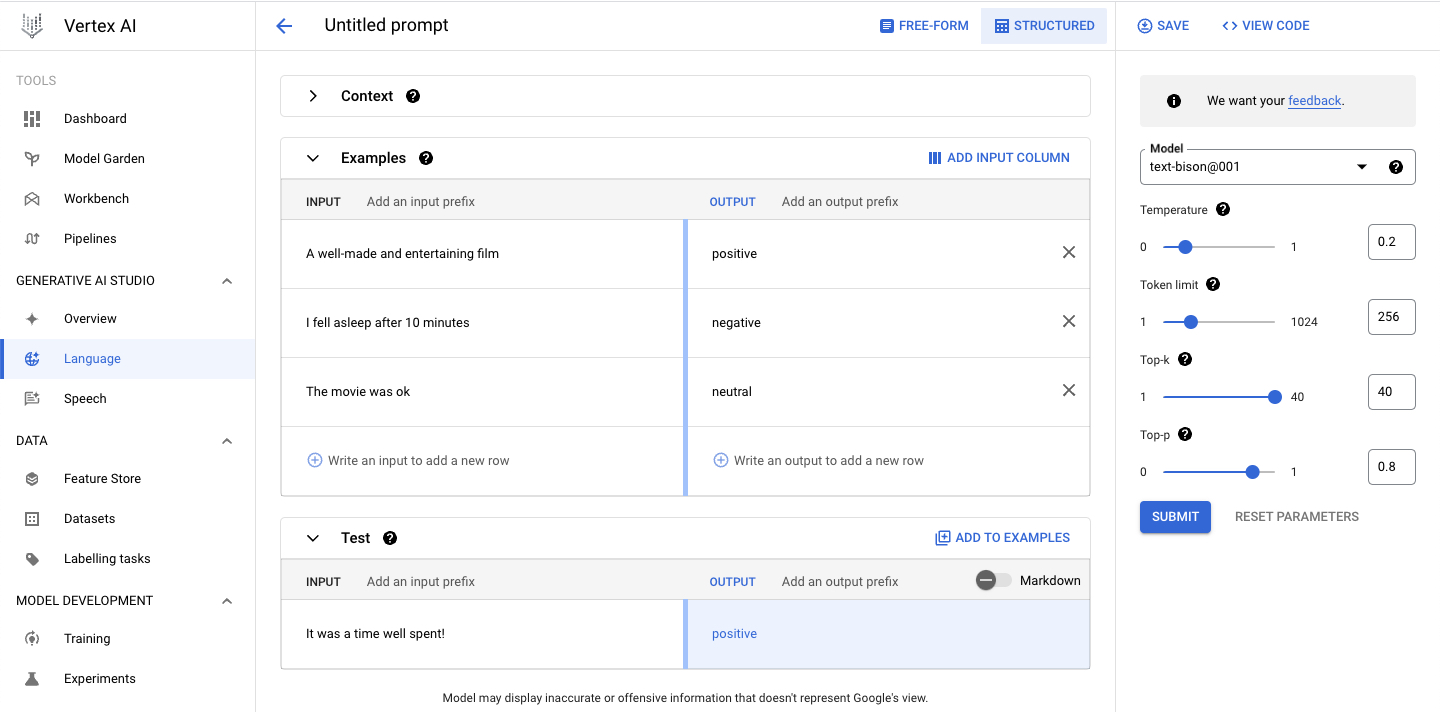 Vertex AI
Untitled prompt
FREE-FORM
STRUCTURED
SAVE
VIEW CODE
TOOLS
Dashboard
Model Garden
Workbench
Pipelines
GENERATIVE AI STUDIO
Overview
Language
Speech
DATA
Feature Store
Datasets
Labelling tasks
MODEL DEVELOPMENT
Training
Experiments
Context
Examples
ADD INPUT COLUMN
INPUT Add an input prefix OUTPUT Add an output prefix
A well-made and entertaining film positive
I fell asleep after 10 minutes negative
The movie was ok neutral
Write an input to add a new row Write an output to add a new row
Test
ADD TO EXAMPLES
INPUT Add an input prefix OUTPUT Add an output prefix Markdown
It was a time well spent! positive
Model may display inaccurate or offensive information that doesn't represent Google's view.
We want your feedback.
Model
text-bison@001
Temperature
0 1 0.2
Token limit
1 1024 256
Top-k
1 40 40
Top-p
0 1 0.8
SUBMIT RESET PARAMETERS